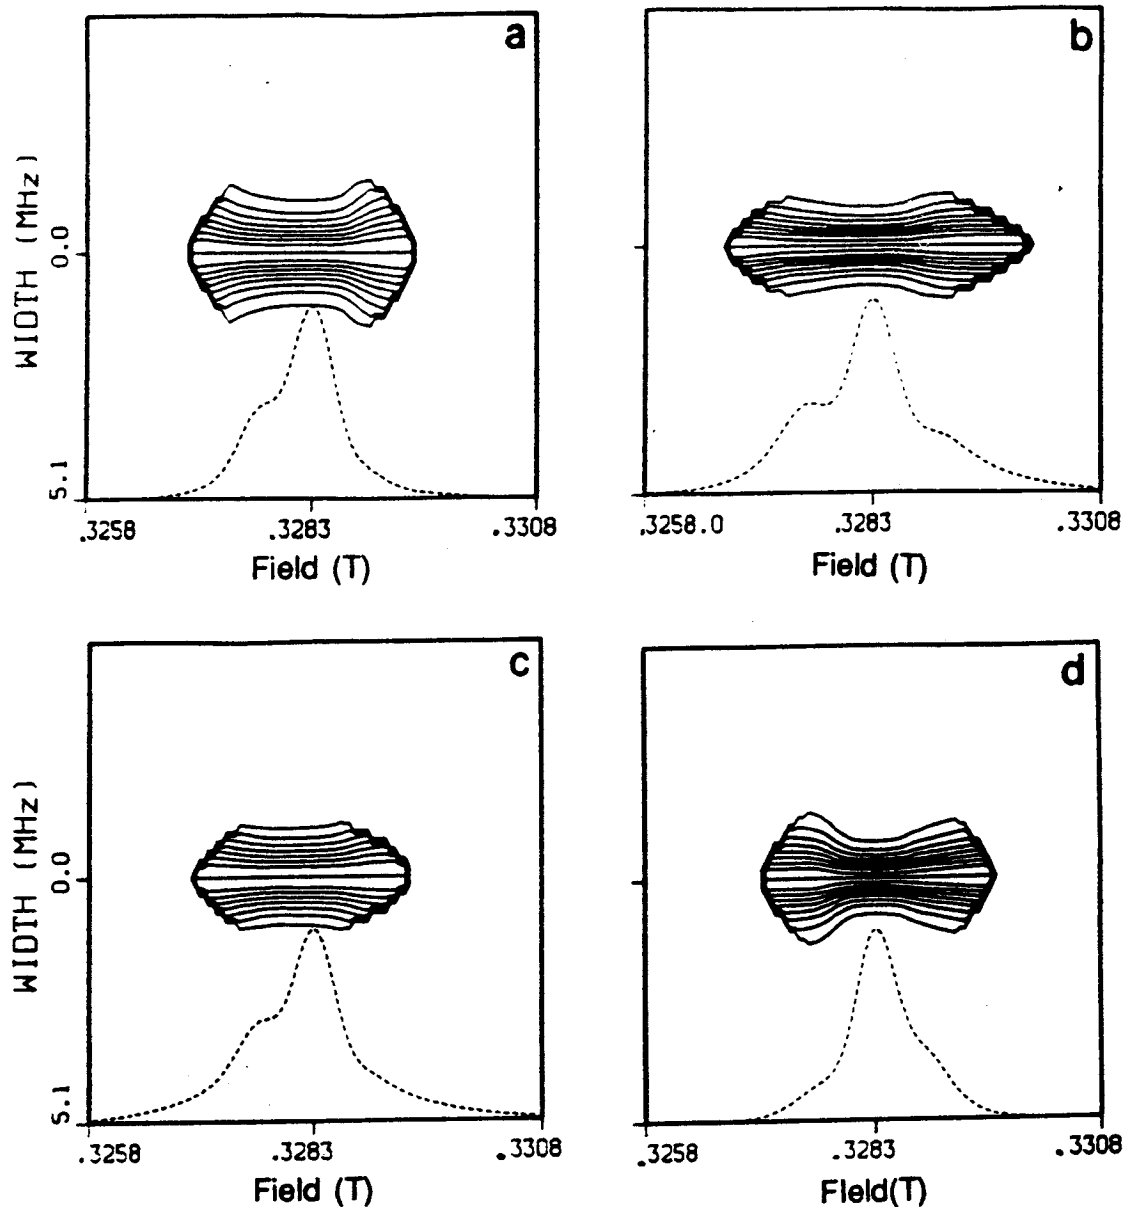 a
b
WIDTH (MHz)
0.0
5.1
.3258
.3283
.3308
Field (T)
.3258.0
.3283
.3308
Field (T)
c
d
WIDTH (MHz)
0.0
5.1
.3258
.3283
.3308
Field (T)
.3258
.3283
.3308
Field(T)